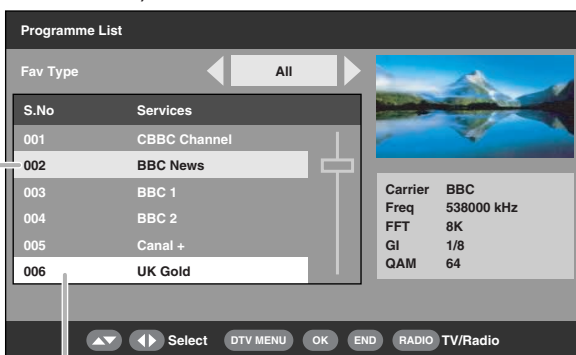 Programme List
Fav Type All
S.No Services
001 CBBC Channel
002 BBC News
003 BBC 1
004 BBC 2
005 Canal +
006 UK Gold
Carrier BBC
Freq 538000 kHz
FFT 8K
GI 1/8
QAM 64
Select DTV MENU OK END RADIO TV/Radio